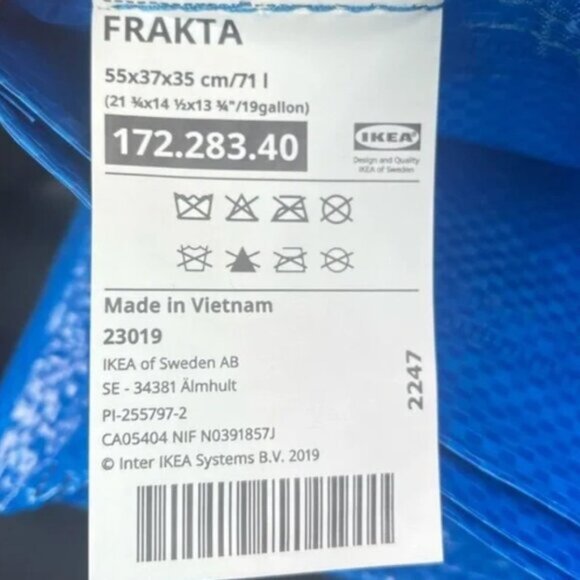 FRAKTA
55x37x35 cm/71 l
(21 ¾x14 ½x13 ¾"/19gallon)
172.283.40
IKEA
Design and Quality
IKEA of Sweden
Made in Vietnam
23019
IKEA of Sweden AB
SE - 34381 Älmhult
PI-255797-2
CA05404 NIF N0391857J
© Inter IKEA Systems B.V. 2019
2247